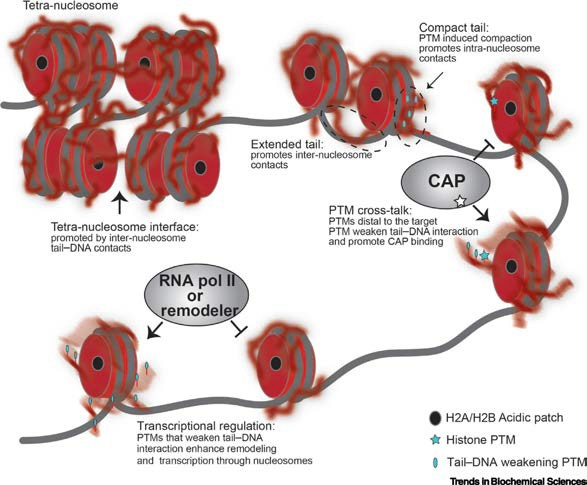 Tetra-nucleosome
Compact tail:
PTM induced compaction
promotes intra-nucleosome
contacts
Extended tail:
promotes inter-nucleosome
contacts
CAP
Tetra-nucleosome interface:
promoted by inter-nucleosome
tail–DNA contacts
PTM cross-talk:
PTMs distal to the target
PTM weaken tail–DNA interaction
and promote CAP binding
RNA pol II
or
remodeler
Transcriptional regulation:
PTMs that weaken tail–DNA
interaction enhance remodeling
and transcription through nucleosomes
H2A/H2B Acidic patch
Histone PTM
Tail–DNA weakening PTM
Trends in Biochemical Sciences